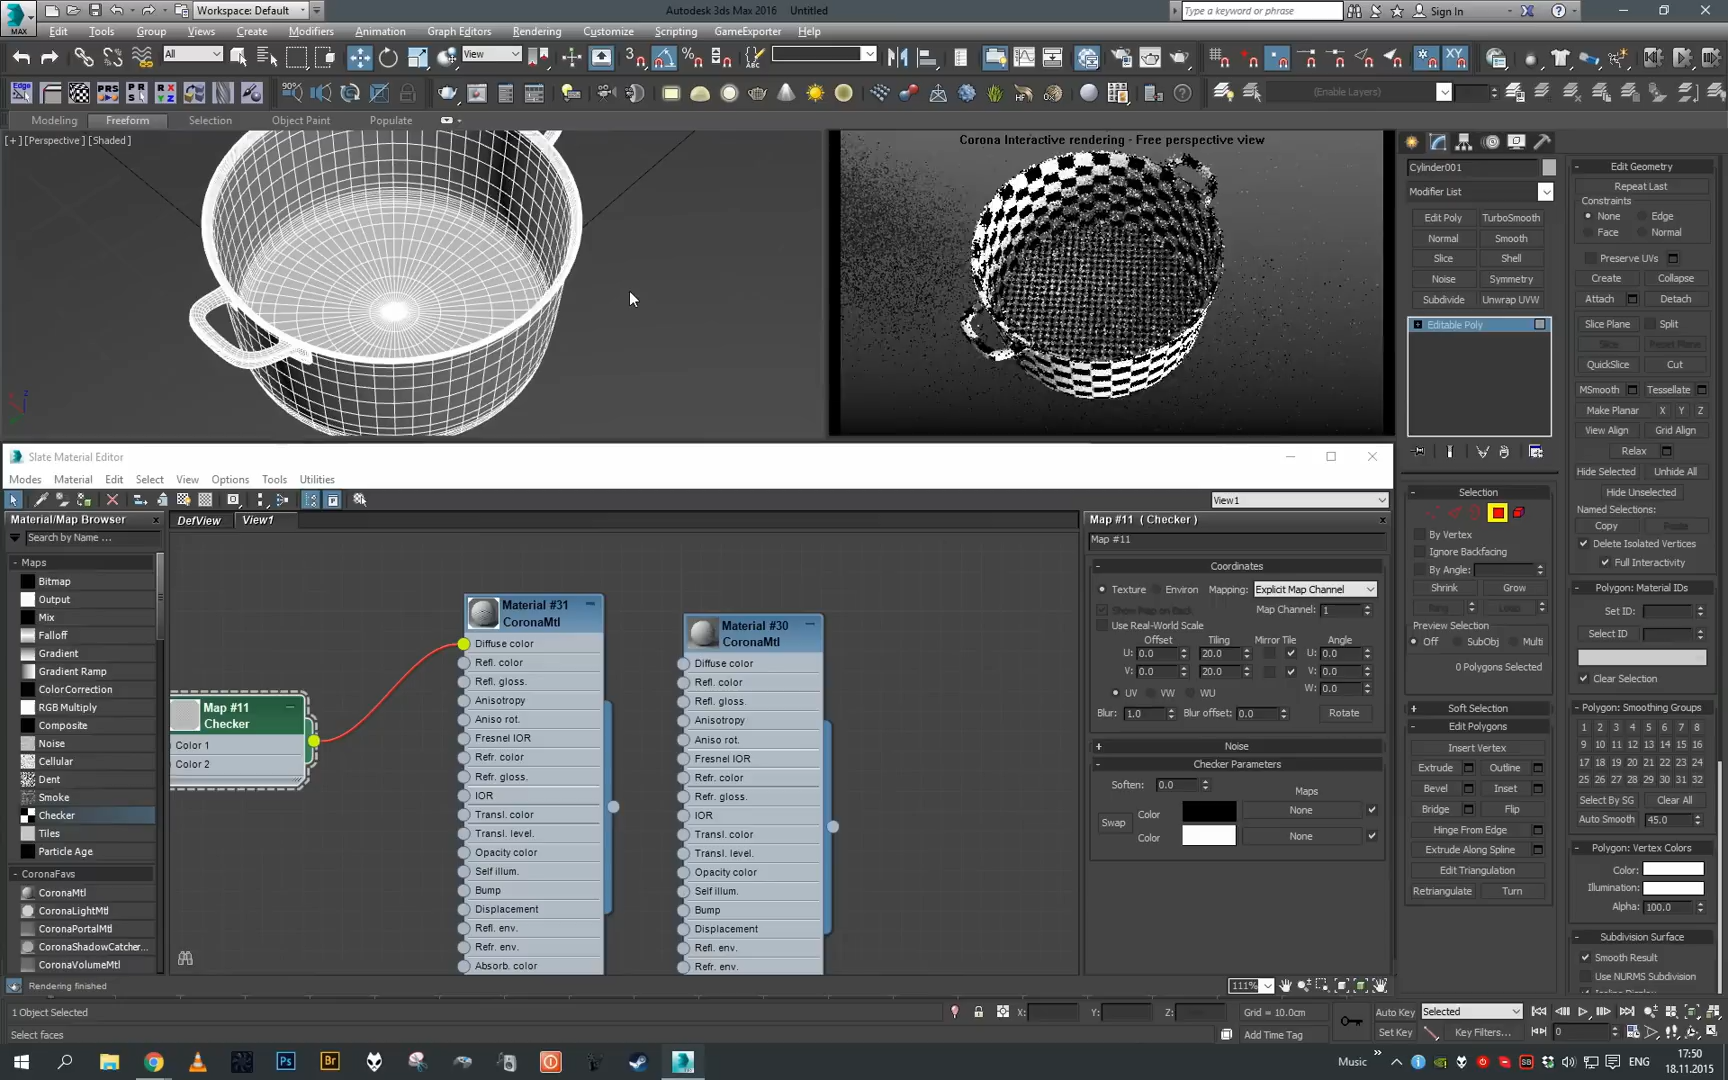 Workspace: Default
Autodesk 3ds Max 2016 Untitled
Type a keyword or phrase
Sign In
MAX
Edit Tools Group Views Create Modifiers Animation Graph Editors Rendering Customize Scripting GameExporter Help
All
View
XY
Edge
PRS
(Enable Layers)
Modeling Freeform Selection Object Paint Populate
[+] [Perspective] [Shaded]
Corona Interactive rendering - Free perspective view
Cylinder001
Modifier List
Edit Poly TurboSmooth
Normal Smooth
Slice Shell
Noise Symmetry
Subdivide Unwrap UVW
Editable Poly
Selection
By Vertex
Ignore Backfacing
By Angle:
Shrink Grow
Ring Loop
Preview Selection
Off SubObj Multi
0 Polygons Selected
Soft Selection
Edit Polygons
Insert Vertex
Extrude Outline
Bevel Inset
Bridge Flip
Hinge From Edge
Extrude Along Spline
Edit Triangulation
Retriangulate Turn
Edit Geometry
Repeat Last
Constraints
None Edge
Face Normal
Preserve UVs
Create Collapse
Attach Detach
Slice Plane Split
Slice Reset Plane
QuickSlice Cut
MSmooth Tessellate
Make Planar X Y Z
View Align Grid Align
Relax
Hide Selected Unhide All
Hide Unselected
Named Selections:
Copy Paste
Delete Isolated Vertices
Full Interactivity
Polygon: Material IDs
Set ID:
Select ID
Clear Selection
Polygon: Smoothing Groups
1 2 3 4 5 6 7 8
9 10 11 12 13 14 15 16
17 18 19 20 21 22 23 24
25 26 27 28 29 30 31 32
Select By SG Clear All
Auto Smooth 45.0
Polygon: Vertex Colors
Color:
Illumination:
Alpha: 100.0
Subdivision Surface
Smooth Result
Use NURMS Subdivision
Slate Material Editor
Modes Material Edit Select View Options Tools Utilities
View1
Material/Map Browser
Search by Name ...
Maps
Bitmap
Output
Mix
Falloff
Gradient
Gradient Ramp
ColorCorrection
RGB Multiply
Composite
Noise
Cellular
Dent
Smoke
Checker
Tiles
Particle Age
CoronaFavs
CoronaMtl
CoronaLightMtl
CoronaPortalMtl
CoronaShadowCatcher...
CoronaVolumeMtl
Rendering finished
DefView View1
Map #11
Checker
Color 1
Color 2
Material #31
CoronaMtl
Diffuse color
Refl. color
Refl. gloss.
Anisotropy
Aniso rot.
Fresnel IOR
Refr. color
Refr. gloss.
IOR
Transl. color
Transl. level.
Opacity color
Self illum.
Bump
Displacement
Refl. env.
Refr. env.
Absorb. color
Material #30
CoronaMtl
Diffuse color
Refl. color
Refl. gloss.
Anisotropy
Aniso rot.
Fresnel IOR
Refr. color
Refr. gloss.
IOR
Transl. color
Transl. level.
Opacity color
Self illum.
Bump
Displacement
Refl. env.
Refr. env.
Map #11 ( Checker )
Map #11
Coordinates
Texture Environ Mapping: Explicit Map Channel
Show Map on Back Map Channel: 1
Use Real-World Scale
Offset Tiling Mirror Tile Angle
U: 0.0 20.0 U: 0.0
V: 0.0 20.0 V: 0.0
UV VW WU W: 0.0
Blur: 1.0 Blur offset: 0.0 Rotate
Noise
Checker Parameters
Soften: 0.0 Maps
Swap
Color None
Color None
111%
1 Object Selected
Select faces
X: Y: Z: Grid = 10.0cm
Add Time Tag
Auto Key Selected
Set Key Key Filters... 0
Ps
Br
Music
ENG
17:50
18.11.2015